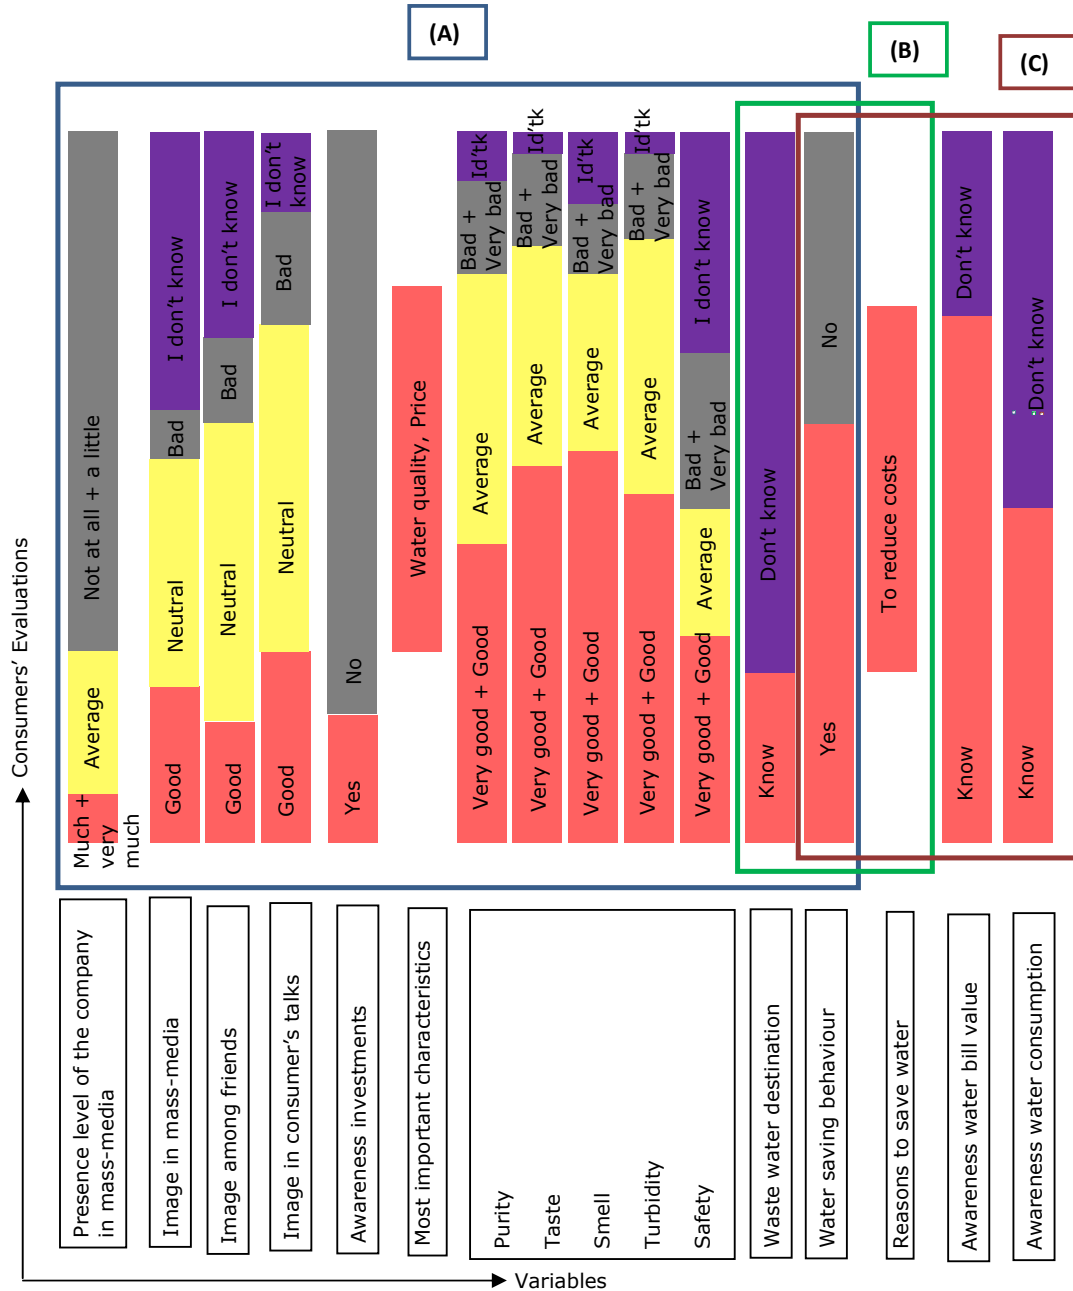 (A)
(B)
(C)
Consumers' Evaluations
Not at all + a little
Average
Much +
very
much
I don't know
Bad
Neutral
Good
I don't know
Bad
Neutral
Good
I don't
know
Bad
Neutral
Good
No
Yes
Water quality, Price
Id'tk
Bad +
Very bad
Average
Very good + Good
Id'tk
Bad +
Very bad
Average
Very good + Good
Id'tk
Bad +
Very bad
Average
Very good + Good
Id'tk
Bad +
Very bad
Average
Very good + Good
I don't know
Bad +
Very bad
Average
Very good + Good
Don't know
Know
No
Yes
To reduce costs
Don't know
Know
Don't know
Know
Presence level of the company
in mass-media
Image in mass-media
Image among friends
Image in consumer's talks
Awareness investments
Most important characteristics
Purity
Taste
Smell
Turbidity
Safety
Waste water destination
Water saving behaviour
Reasons to save water
Awareness water bill value
Awareness water consumption
Variables